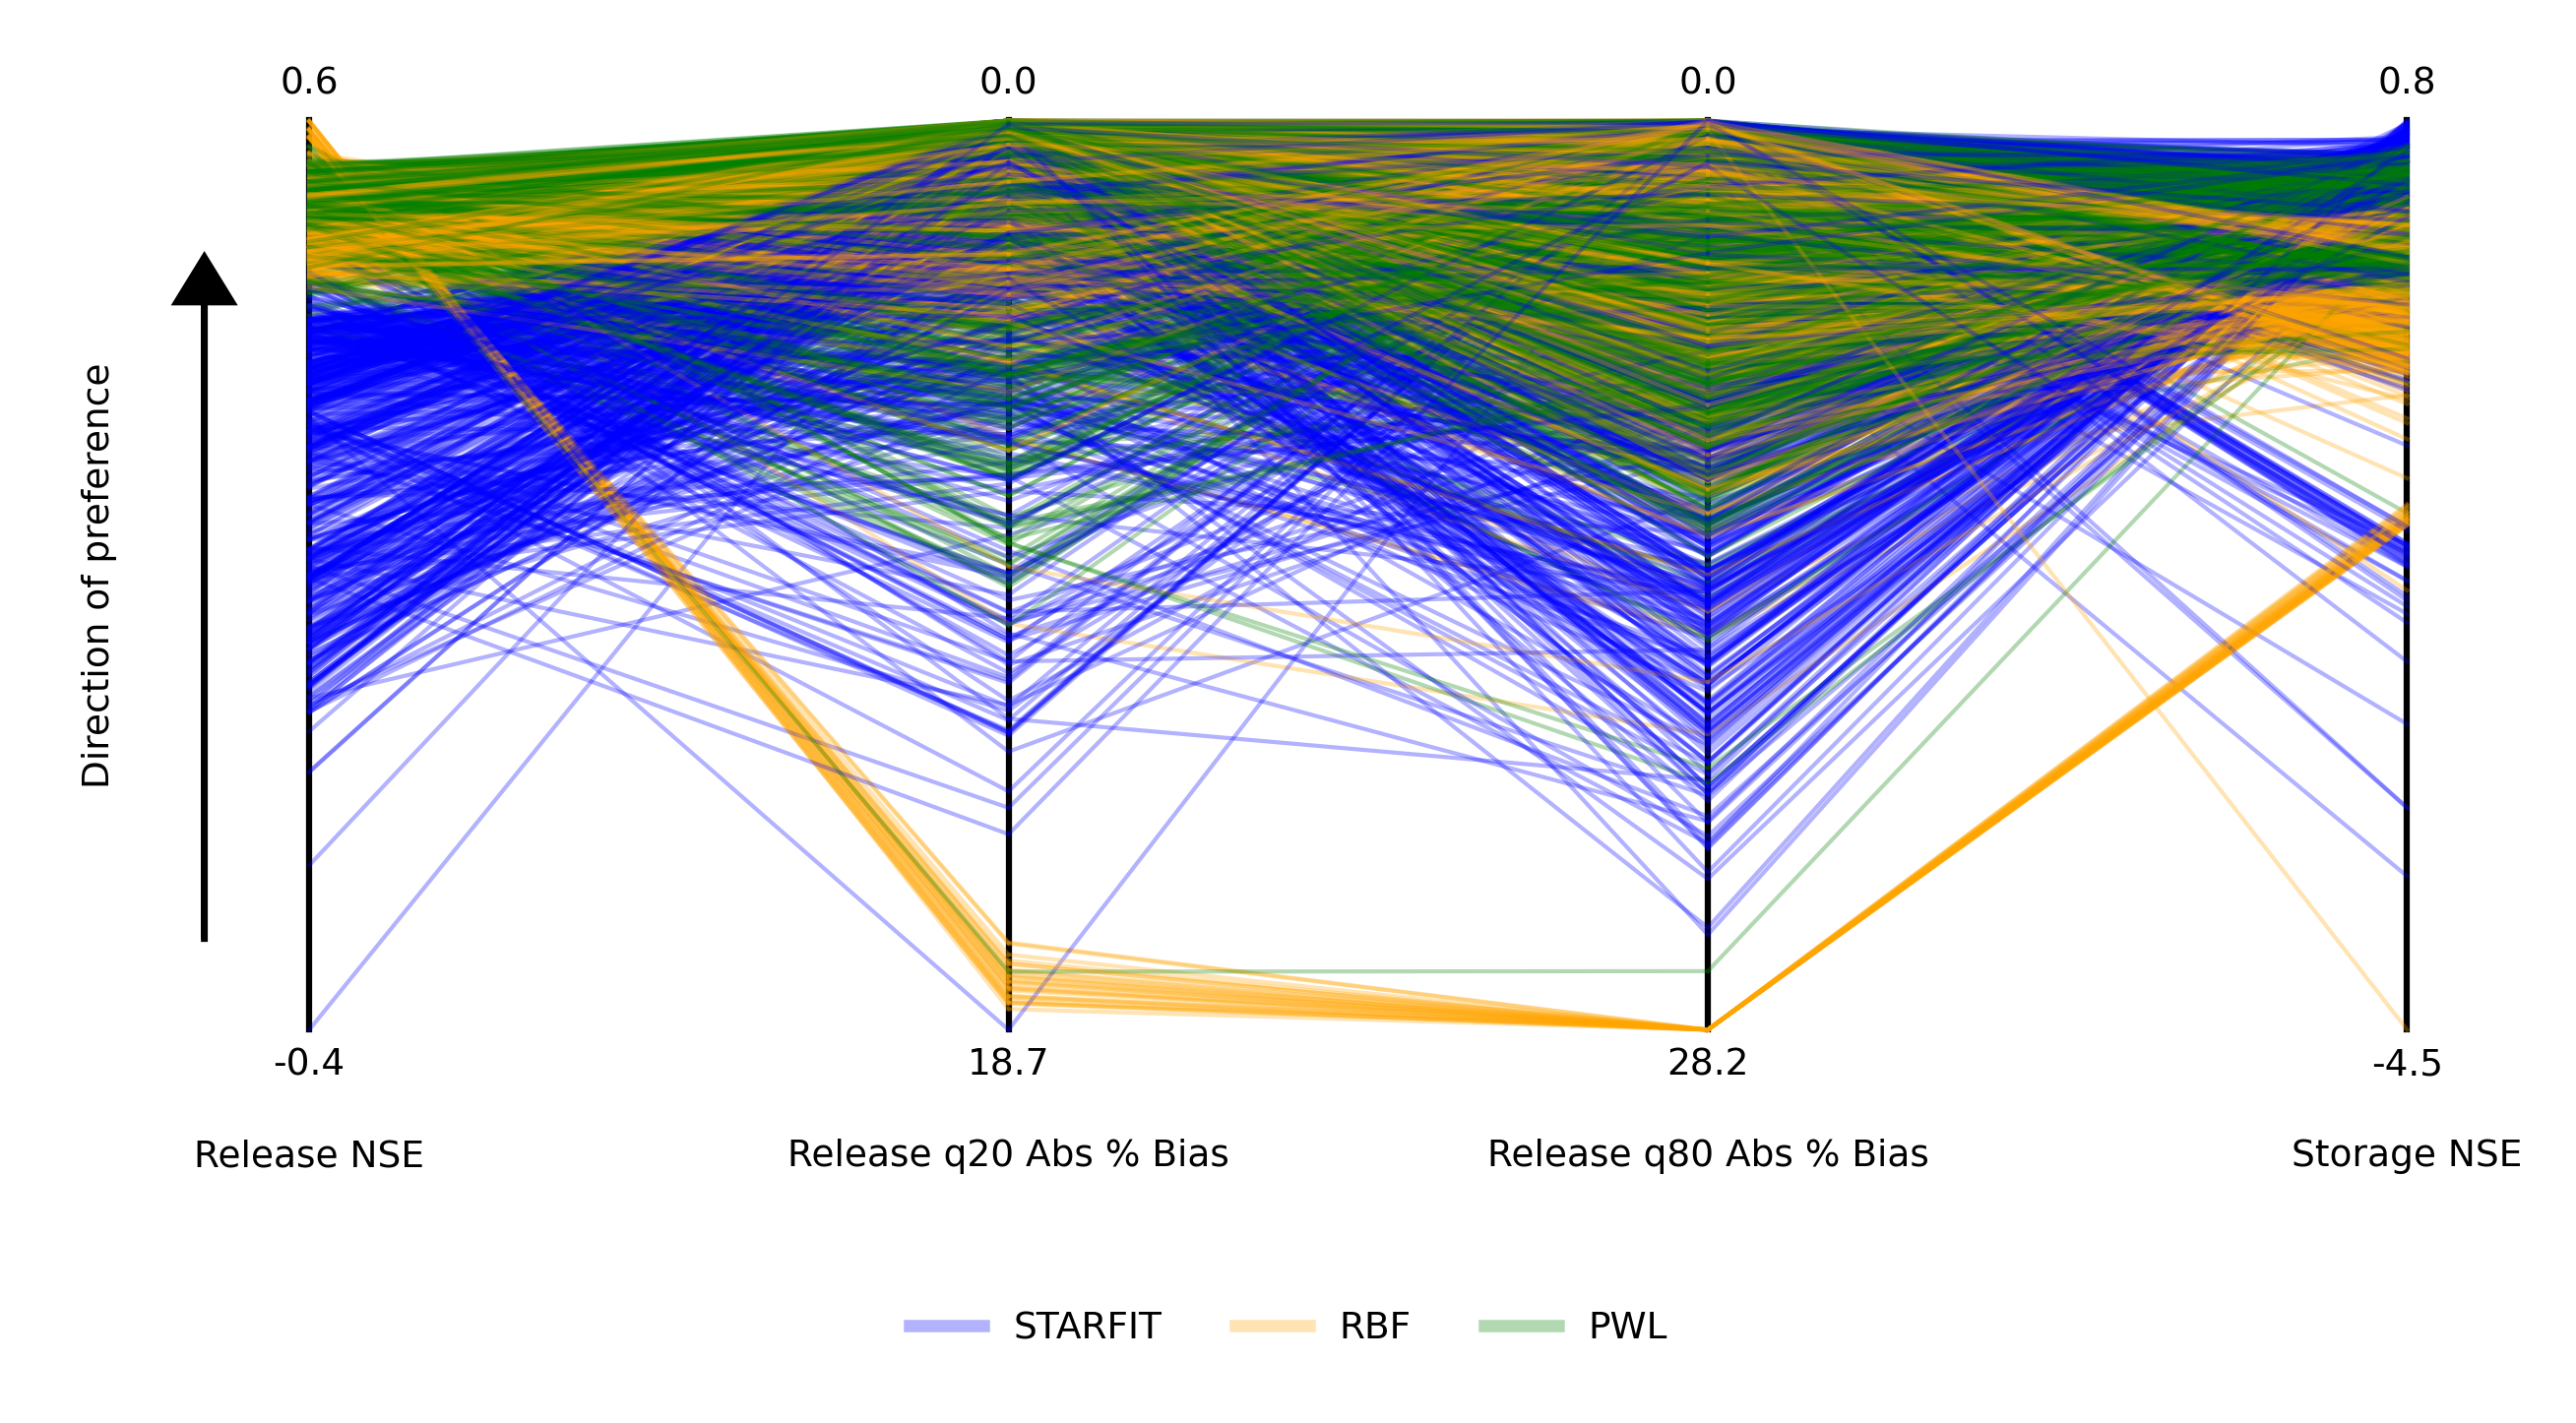 0.6
0.0
0.0
0.8
Direction of preference
-0.4
18.7
28.2
-4.5
Release NSE
Release q20 Abs % Bias
Release q80 Abs % Bias
Storage NSE
STARFIT
RBF
PWL